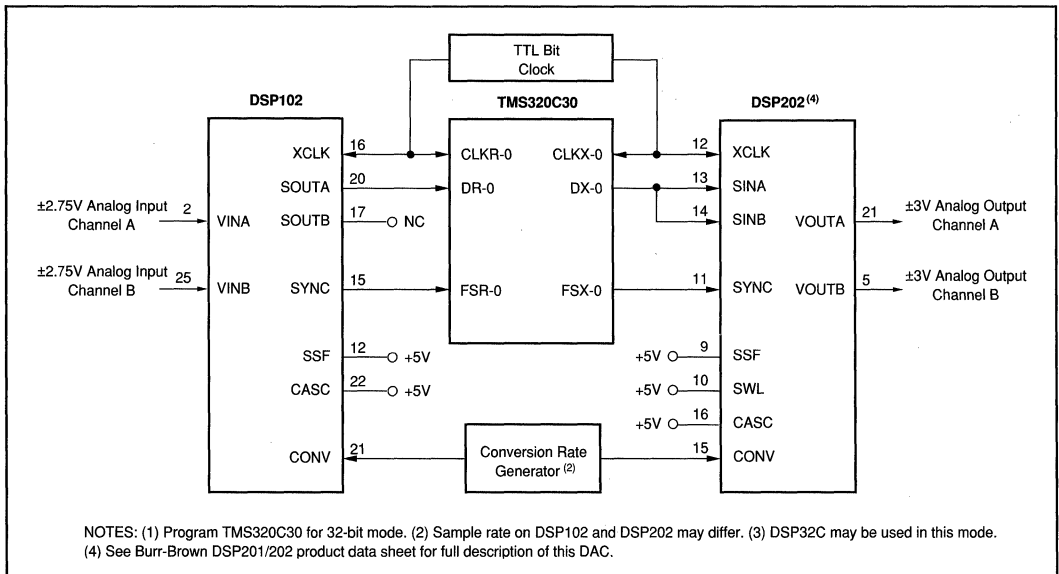 TTL Bit
Clock
DSP102
TMS320C30
DSP202 (4)
XCLK
16
CLKR-0
CLKX-0
12
XCLK
SOUTA
20
DR-0
DX-0
13
SINA
±2.75V Analog Input
Channel A
2
VINA
SOUTB
17
NC
14
SINB
VOUTA
21
±3V Analog Output
Channel A
±2.75V Analog Input
Channel B
25
VINB
SYNC
15
FSR-0
FSX-0
11
SYNC
VOUTB
5
±3V Analog Output
Channel B
SSF
12
+5V
+5V
9
SSF
CASC
22
+5V
+5V
10
SWL
+5V
16
CASC
CONV
21
Conversion Rate
Generator (2)
15
CONV
NOTES: (1) Program TMS320C30 for 32-bit mode. (2) Sample rate on DSP102 and DSP202 may differ. (3) DSP32C may be used in this mode.
(4) See Burr-Brown DSP201/202 product data sheet for full description of this DAC.